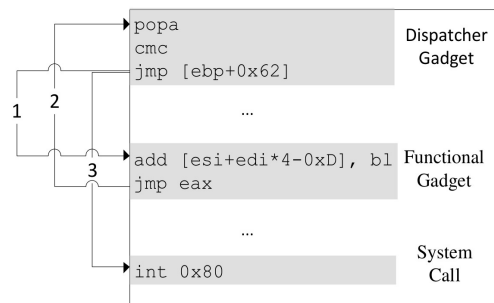 popa
cmc
jmp [ebp+0x62]
Dispatcher
Gadget
1
2
3
...
add [esi+edi*4-0xD], bl
jmp eax
Functional
Gadget
...
int 0x80
System
Call